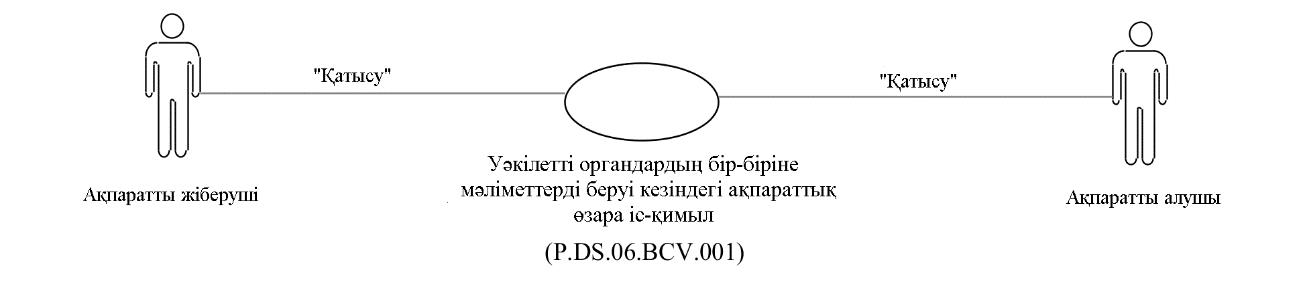 "Қатысу"
"Қатысу"
Уәкілетті органдардың бір-біріне
мәліметтерді беруі кезіндегі ақпараттық
өзара іс-қимыл
(P.DS.06.BCV.001)
Ақпаратты жіберуші
Ақпаратты алушы